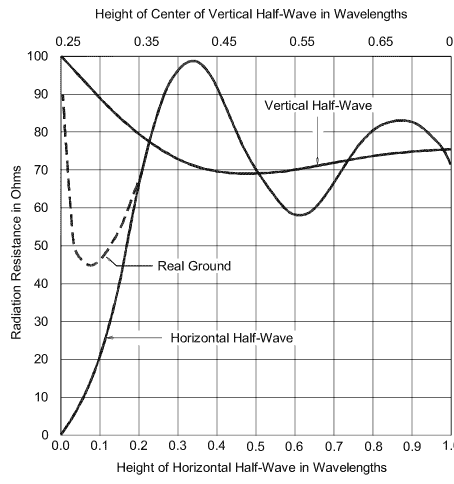 Height of Center of Vertical Half-Wave in Wavelengths
0.25 0.35 0.45 0.55 0.65 0
100
90
80
70
60
50
40
30
20
10
0
Radiation Resistance in Ohms
Vertical Half-Wave
Real Ground
Horizontal Half-Wave
0.0 0.1 0.2 0.3 0.4 0.5 0.6 0.7 0.8 0.9 1.
Height of Horizontal Half-Wave in Wavelengths